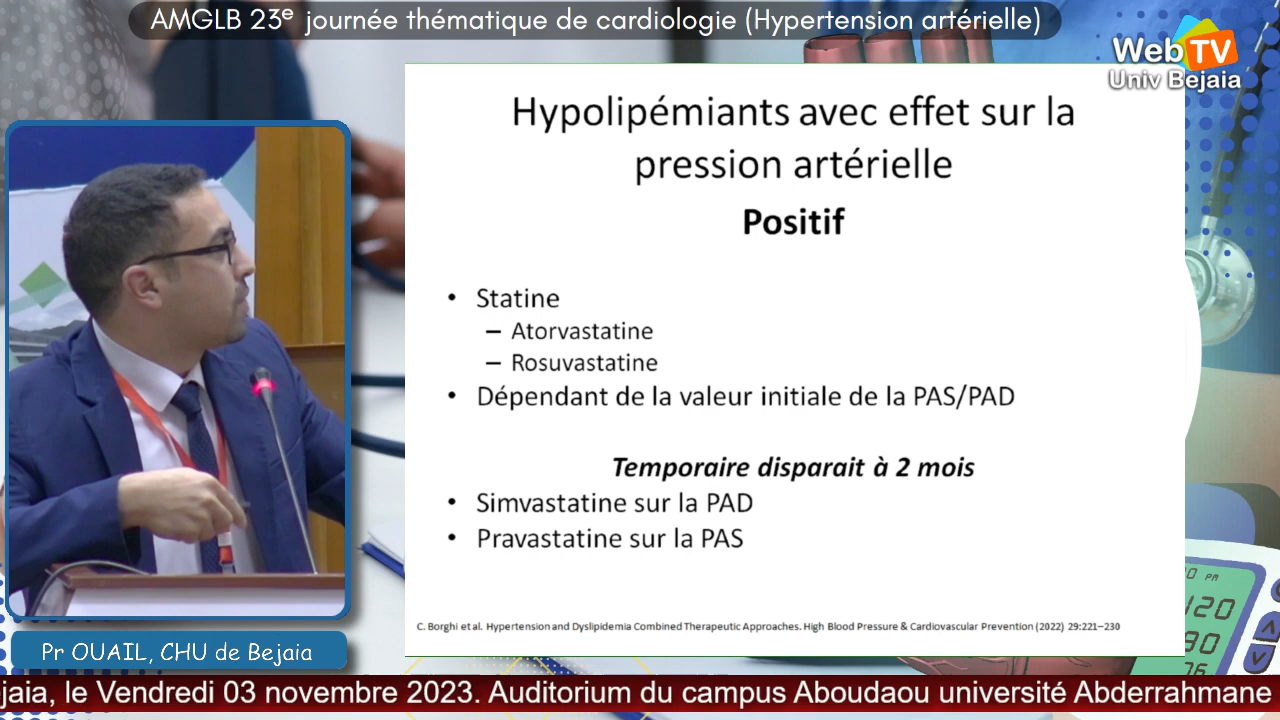 AMGLB 23e journée thématique de cardiologie (Hypertension artérielle)
WebTV
Univ Bejaia
Hypolipémiants avec effet sur la
pression artérielle
Positif
• Statine
– Atorvastatine
– Rosuvastatine
• Dépendant de la valeur initiale de la PAS/PAD
Temporaire disparait à 2 mois
• Simvastatine sur la PAD
• Pravastatine sur la PAS
C. Borghi et al. Hypertension and Dyslipidemia Combined Therapeutic Approaches. High Blood Pressure & Cardiovascular Prevention (2022) 29:221–230
PM
120
80
76
Pr OUAIL, CHU de Bejaia
ejaia, le Vendredi 03 novembre 2023. Auditorium du campus Aboudaou université Abderrahmane